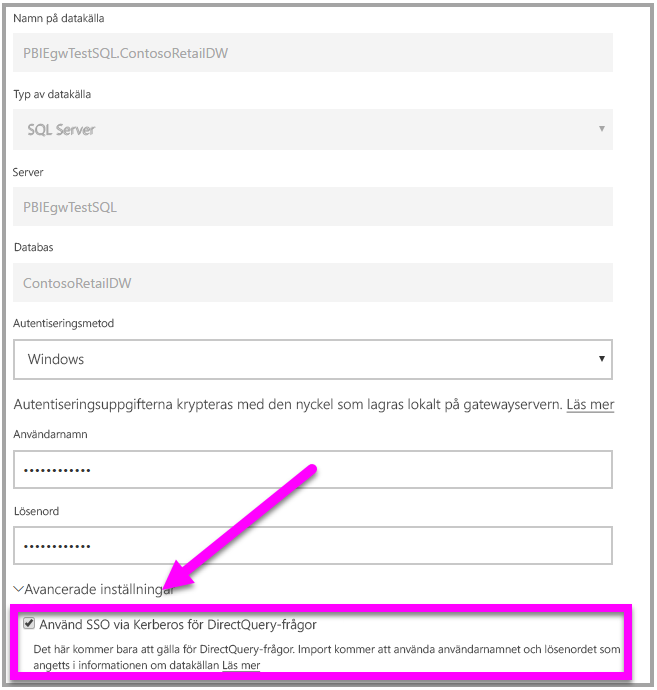 Namn på datakälla
PBIEgwTestSQL.ContosoRetailDW
Typ av datakälla
SQL Server
Server
PBIEgwTestSQL
Databas
ContosoRetailDW
Autentiseringsmetod
Windows
Autentiseringsuppgifterna krypteras med den nyckel som lagras lokalt på gatewayservern. Läs mer
Användarnamn
••••••••••••
Lösenord
••••••••••••
Avancerade inställningar
Använd SSO via Kerberos för DirectQuery-frågor
Det här kommer bara att gälla för DirectQuery-frågor. Import kommer att använda användarnamnet och lösenordet som
angetts i informationen om datakällan Läs mer